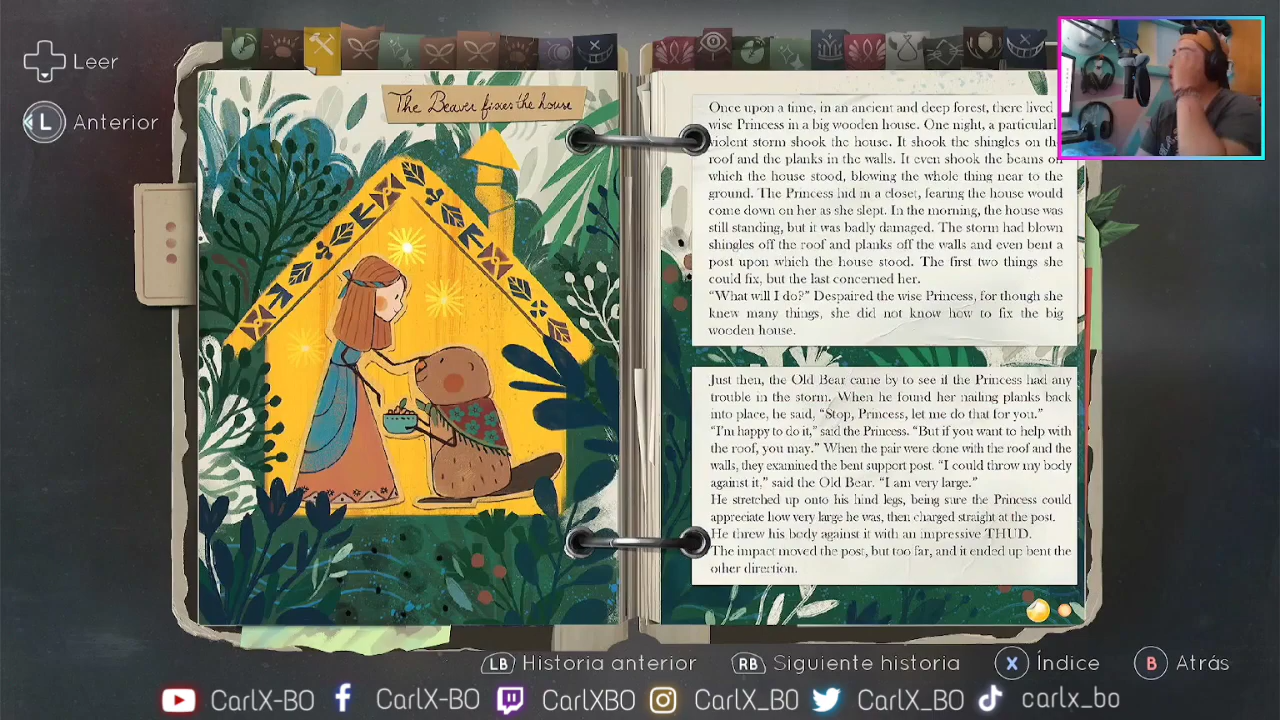 Leer
L Anterior
The Beaver fixes the house
Once upon a time, in an ancient and deep forest, there lived
wise Princess in a big wooden house. One night, a particularl
violent storm shook the house. It shook the shingles on th
roof and the planks in the walls. It even shook the beams on
which the house stood, blowing the whole thing near to the
ground. The Princess hid in a closet, fearing the house would
come down on her as she slept. In the morning, the house was
still standing, but it was badly damaged. The storm had blown
shingles off the roof and planks off the walls and even bent a
post upon which the house stood. The first two things she
could fix, but the last concerned her.
“What will I do?” Despaired the wise Princess, for though she
knew many things, she did not know how to fix the big
wooden house.
Just then, the Old Bear came by to see if the Princess had any
trouble in the storm. When he found her nailing planks back
into place, he said, “Stop, Princess, let me do that for you.”
“I'm happy to do it,” said the Princess. “But if you want to help with
the roof, you may.” When the pair were done with the roof and the
walls, they examined the bent support post. “I could throw my body
against it,” said the Old Bear. “I am very large.”
He stretched up onto his hind legs, being sure the Princess could
appreciate how very large he was, then charged straight at the post.
He threw his body against it with an impressive THUD.
The impact moved the post, but too far, and it ended up bent the
other direction.
LB Historia anterior RB Siguiente historia X Índice B Atrás
CarlX-BO CarlX-BO CarlXBO CarlX_BO CarlX_BO carlx_bo